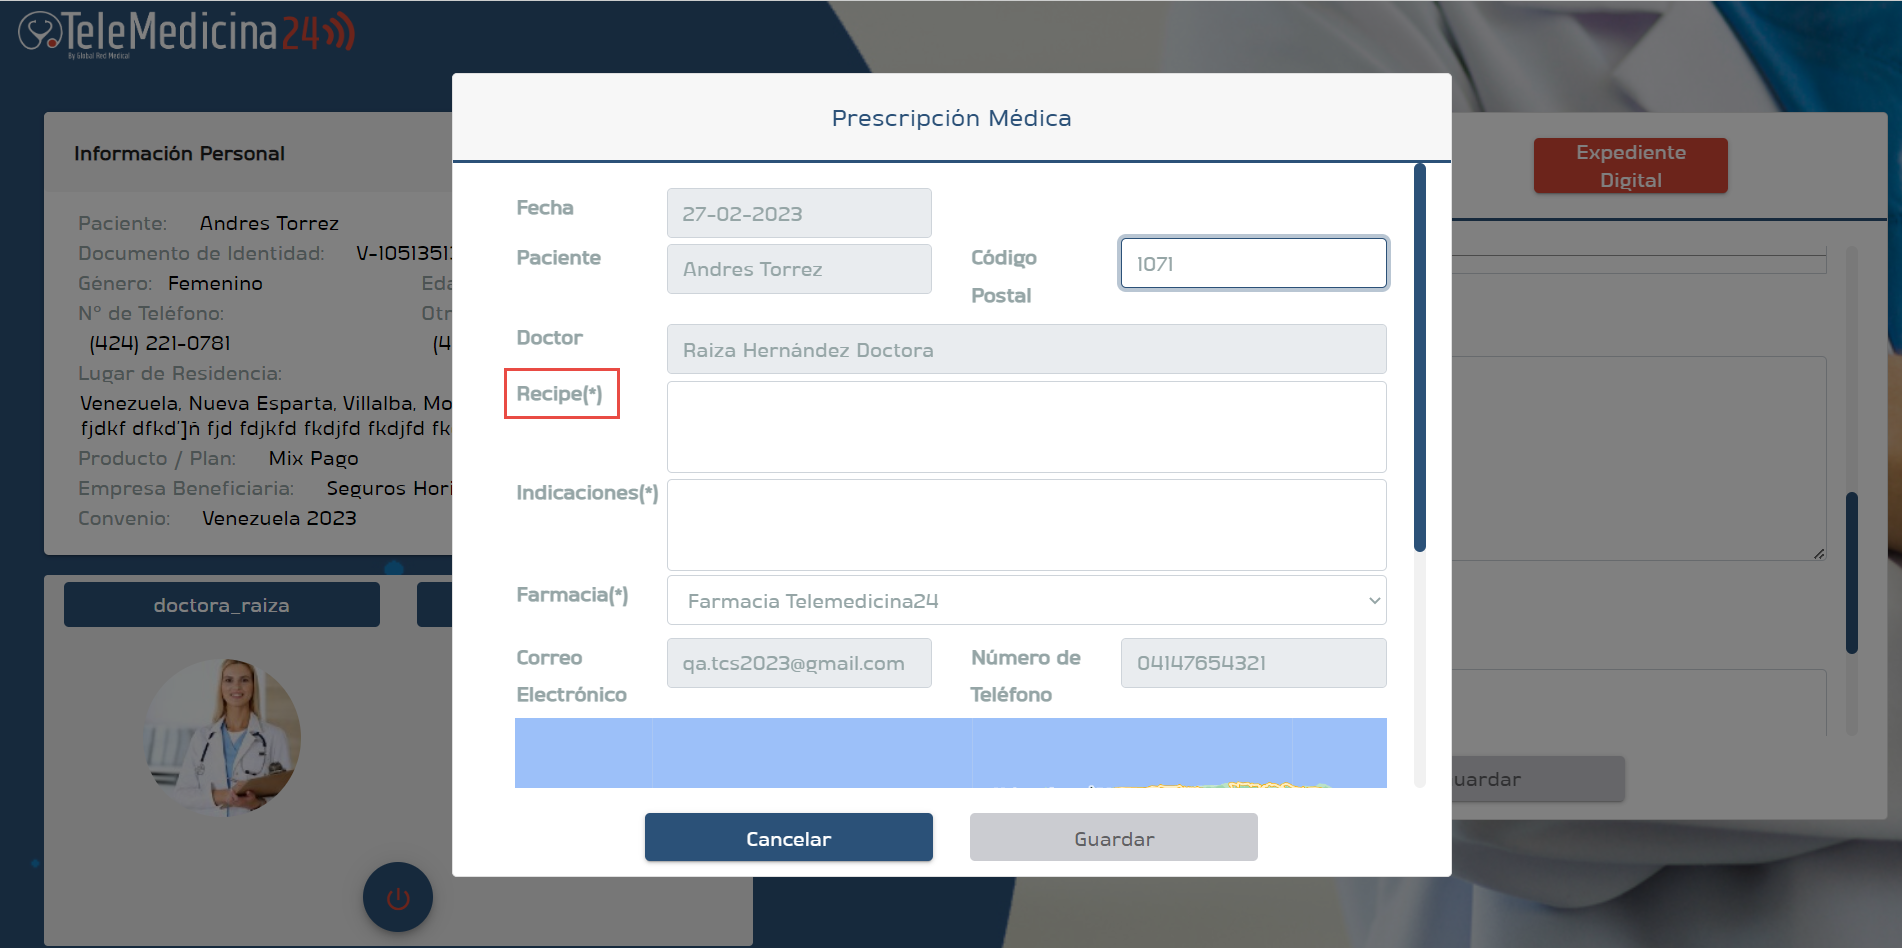 TeleMedicina24
By Global Red Medical
Prescripción Médica
Información Personal
Expediente
Digital
Paciente: Andres Torrez
Documento de Identidad: V-1051351
Género: Femenino
N° de Teléfono:
(424) 221-0781
Lugar de Residencia:
Venezuela, Nueva Esparta, Villalba, Mo
fjdkf dfkd']ñ fjd fdjkfd fkdjfd fkdjfd fk
Producto / Plan: Mix Pago
Empresa Beneficiaria: Seguros Hori
Convenio: Venezuela 2023
doctora_raiza
Fecha 27-02-2023
Paciente Andres Torrez
Código
Postal
1071
Doctor Raiza Hernández Doctora
Recipe(*)
Indicaciones(*)
Farmacia(*) Farmacia Telemedicina24
Correo
Electrónico
qa.tcs2023@gmail.com
Número de
Teléfono
04147654321
Cancelar Guardar
uardar